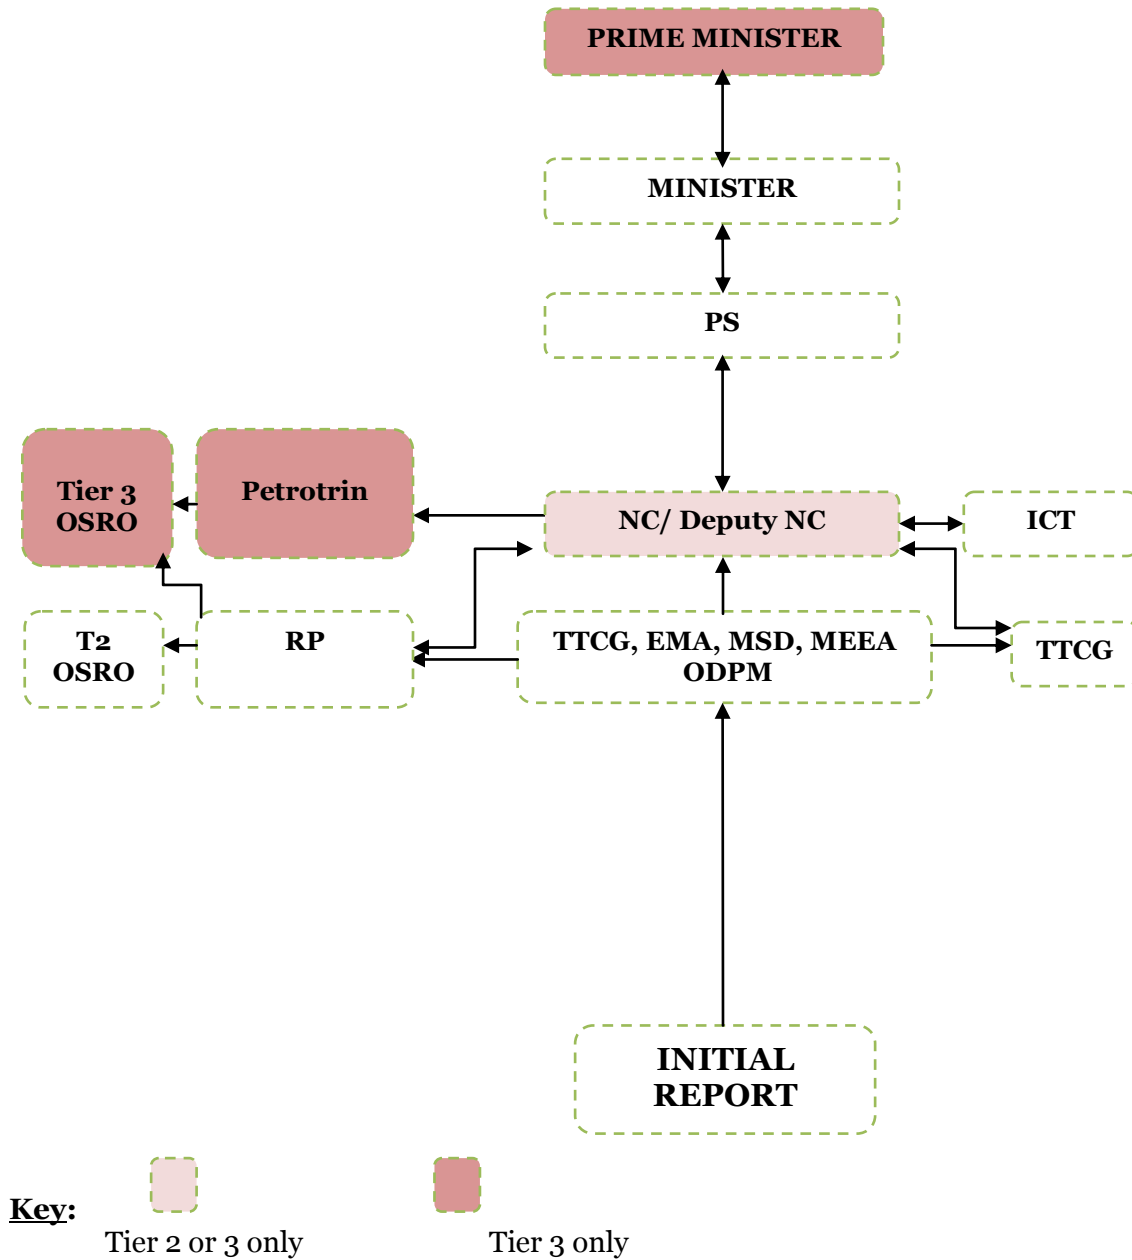 PRIME MINISTER
MINISTER
PS
Tier 3
OSRO
Petrotrin
NC/ Deputy NC
ICT
T2
OSRO
RP
TTCG, EMA, MSD, MEEA
ODPM
TTCG
INITIAL
REPORT
Key:
Tier 2 or 3 only
Tier 3 only